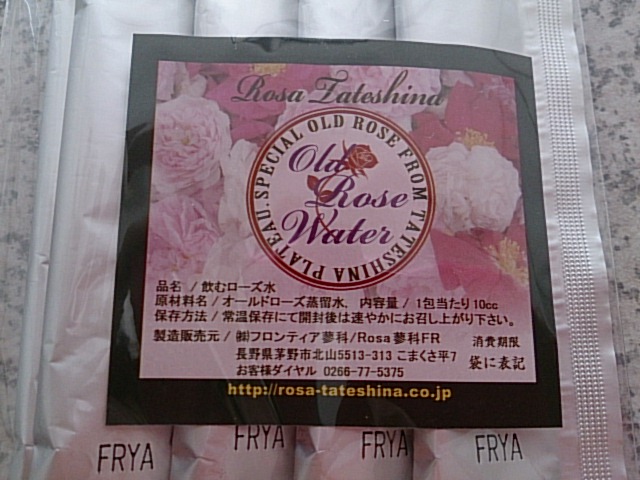 Rosa Tateshina
SPECIAL OLD ROSE FROM TATESHINA PLATEAU.
Old
Rose
Water
品名 / 飲むローズ水
原材料名 / オールドローズ蒸留水. 内容量 / 1包当たり10cc
保存方法 / 常温保存にて開封後は速やかにお召し上がり下さい。
製造販売元 / ㈱フロンティア蓼科/Rosa蓼科FR
長野県茅野市北山5513-313 こまくさ平7
お客様ダイヤル 0266-77-5375
消費期限
袋に表記
http://rosa-tateshina.co.jp
FRYA FRYA FRYA FRYA